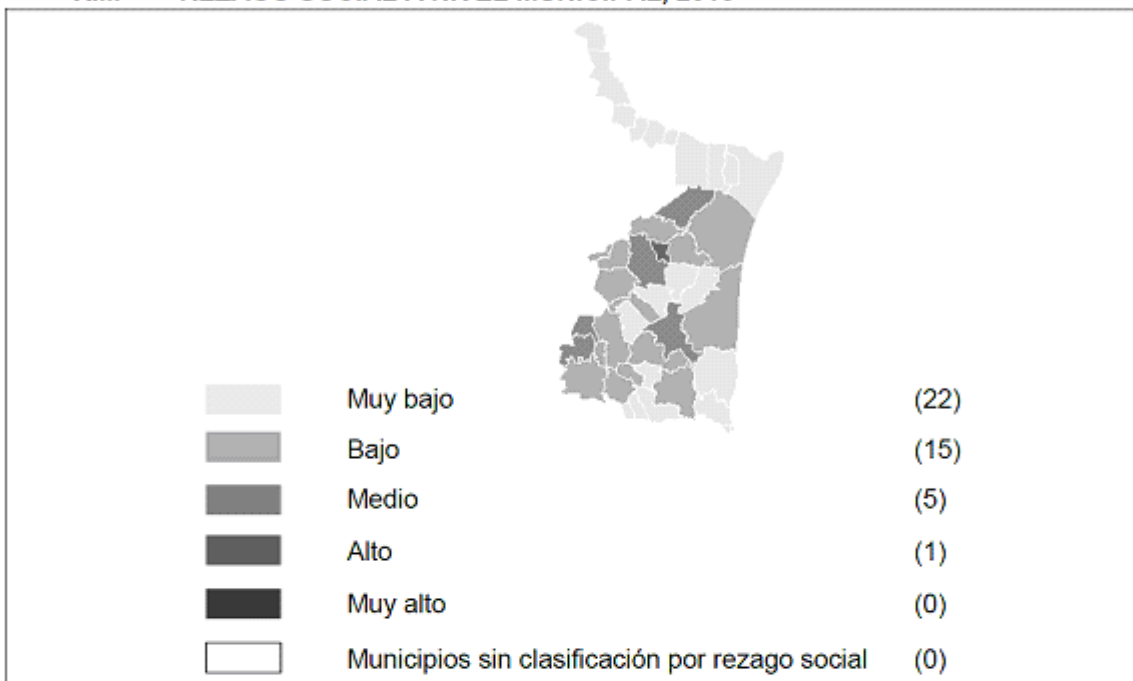 Muy bajo (22)
Bajo (15)
Medio (5)
Alto (1)
Muy alto (0)
Municipios sin clasificación por rezago social (0)